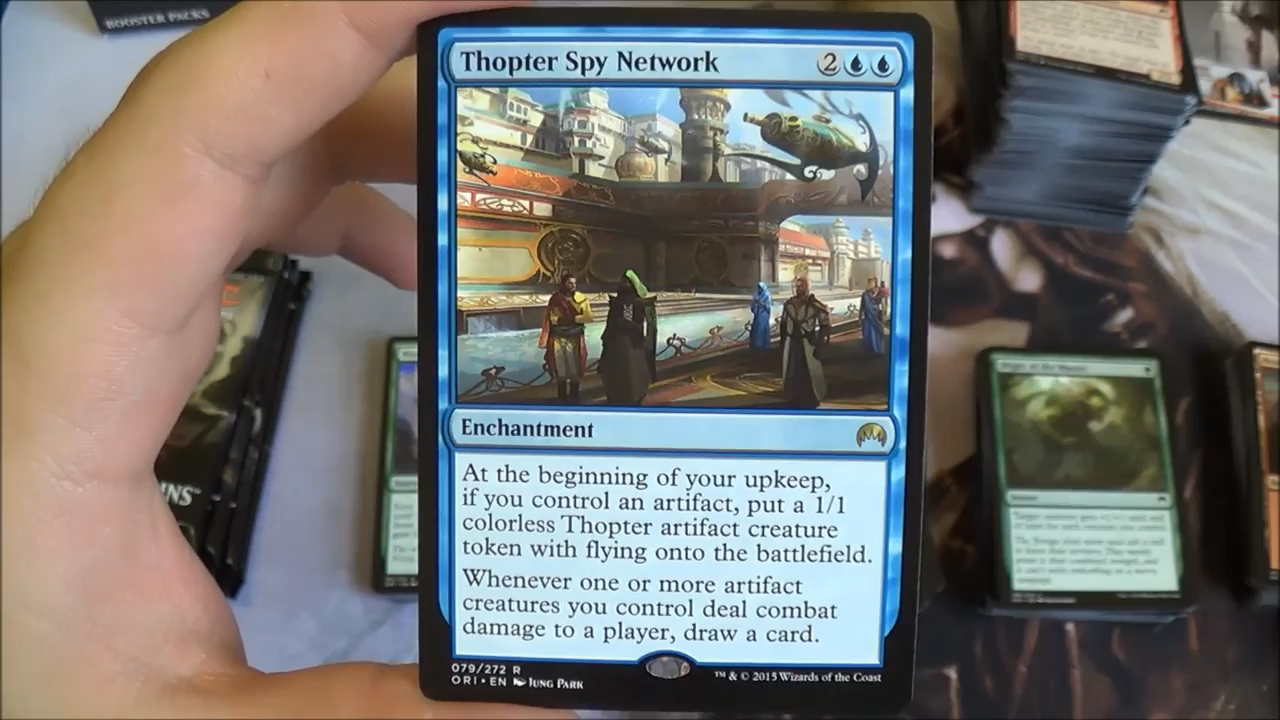 BOOSTER PACKS
Thopter Spy Network 2
Enchantment
At the beginning of your upkeep,
if you control an artifact, put a 1/1
colorless Thopter artifact creature
token with flying onto the battlefield.
Whenever one or more artifact
creatures you control deal combat
damage to a player, draw a card.
079/272 R
ORI • EN JUNG PARK
™ & © 2015 Wizards of the Coast
INS™